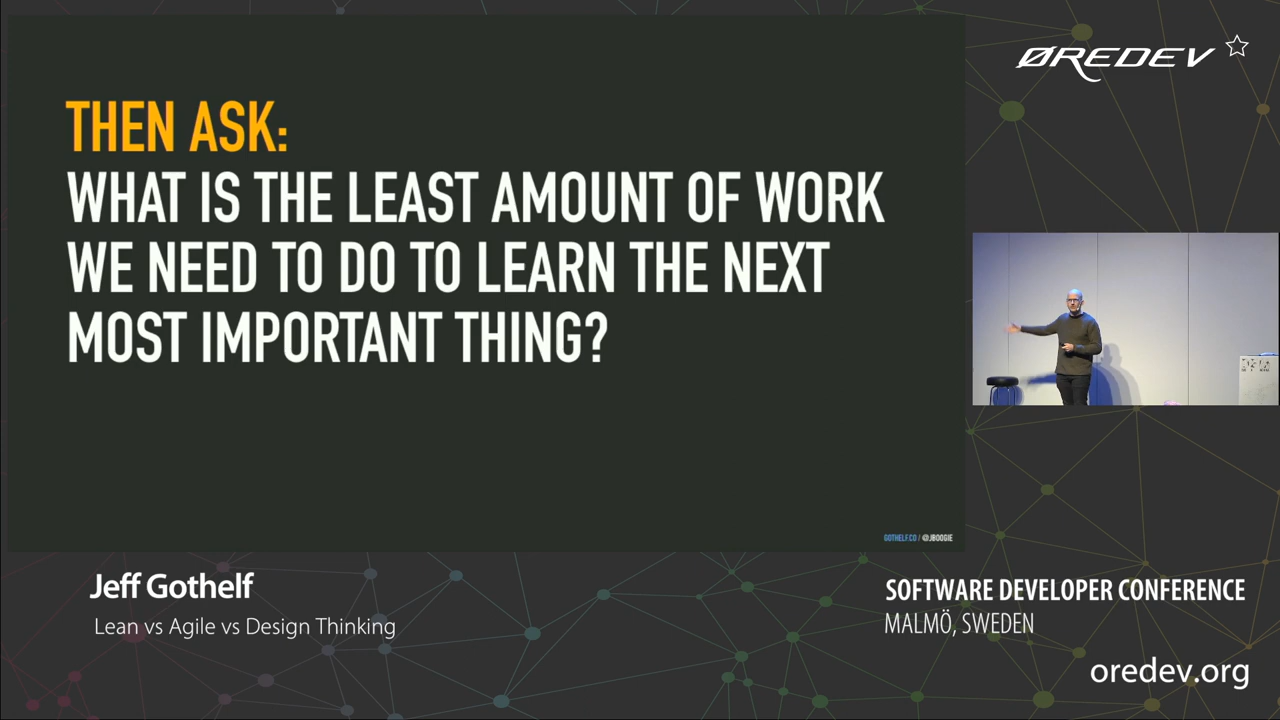 THEN ASK:
WHAT IS THE LEAST AMOUNT OF WORK
WE NEED TO DO TO LEARN THE NEXT
MOST IMPORTANT THING?
GOTHELF.CO / @JBOOGIE
ØREDEV
Jeff Gothelf
Lean vs Agile vs Design Thinking
SOFTWARE DEVELOPER CONFERENCE
MALMÖ, SWEDEN
oredev.org